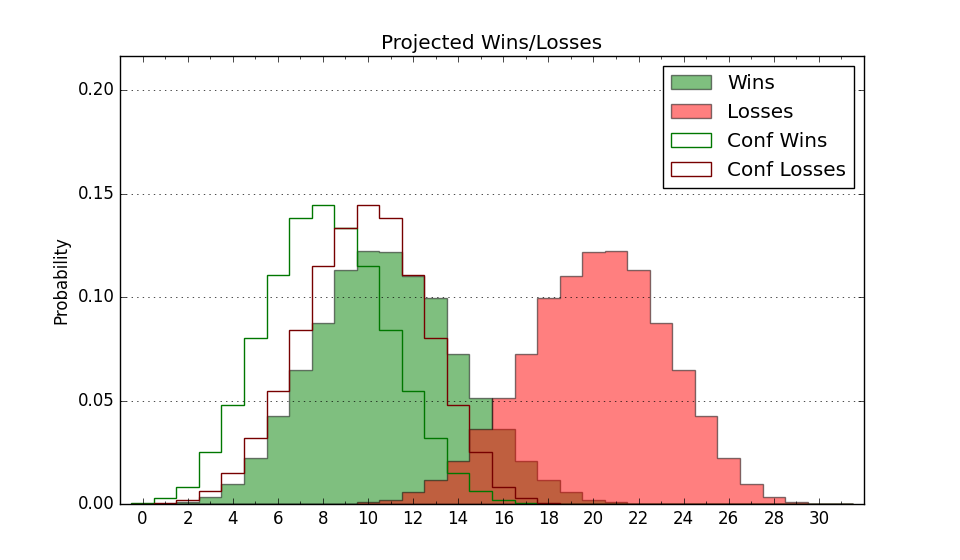 Projected Wins/Losses
Wins
Losses
Conf Wins
Conf Losses
Probability
0.20
0.15
0.10
0.05
0.00
0 2 4 6 8 10 12 14 16 18 20 22 24 26 28 30